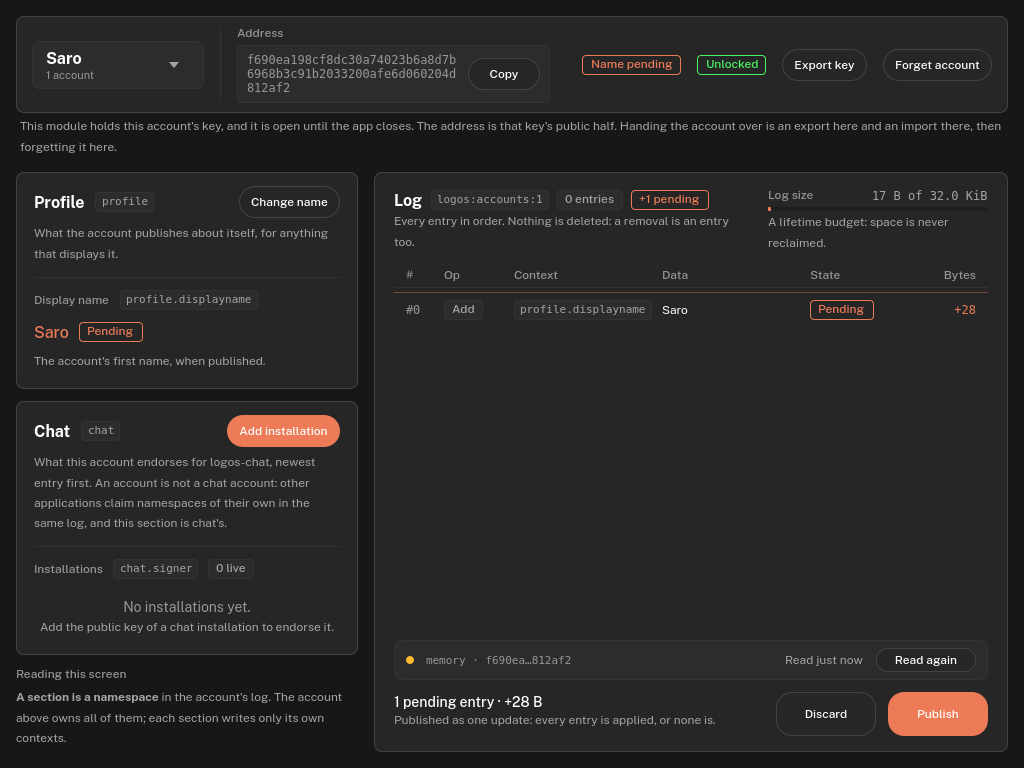 Saro
1 account
Address
f690ea198cf8dc30a74023b6a8d7b
6968b3c91b2033200afe6d060204d
812af2
Copy
Name pending
Unlocked
Export key
Forget account
This module holds this account's key, and it is open until the app closes. The address is that key's public half. Handing the account over is an export here and an import there, then
forgetting it here.
Profile profile
Change name
What the account publishes about itself, for anything
that displays it.
Display name profile.displayname
Saro Pending
The account's first name, when published.
Chat chat
Add installation
What this account endorses for logos-chat, newest
entry first. An account is not a chat account: other
applications claim namespaces of their own in the
same log, and this section is chat's.
Installations chat.signer 0 live
No installations yet.
Add the public key of a chat installation to endorse it.
Reading this screen
A section is a namespace in the account's log. The account
above owns all of them; each section writes only its own
contexts.
Log logos:accounts:1 0 entries +1 pending
Every entry in order. Nothing is deleted: a removal is an entry
too.
Log size 17 B of 32.0 KiB
A lifetime budget: space is never
reclaimed.
# Op Context Data State Bytes
#0 Add profile.displayname Saro Pending +28
memory · f690ea…812af2
Read just now
Read again
1 pending entry · +28 B
Published as one update: every entry is applied, or none is.
Discard
Publish